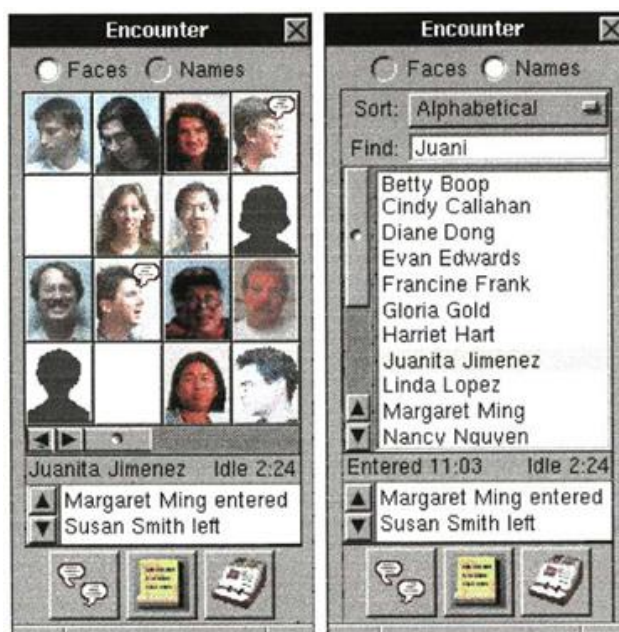 Encounter
Faces Names
Juanita Jimenez Idle 2:24
Margaret Ming entered
Susan Smith left
Encounter
Faces Names
Sort: Alphabetical
Find: Juani
Betty Boop
Cindy Callahan
Diane Dong
Evan Edwards
Francine Frank
Gloria Gold
Harriet Hart
Juanita Jimenez
Linda Lopez
Margaret Ming
Nancy Nguyen
Entered 11:03 Idle 2:24
Margaret Ming entered
Susan Smith left